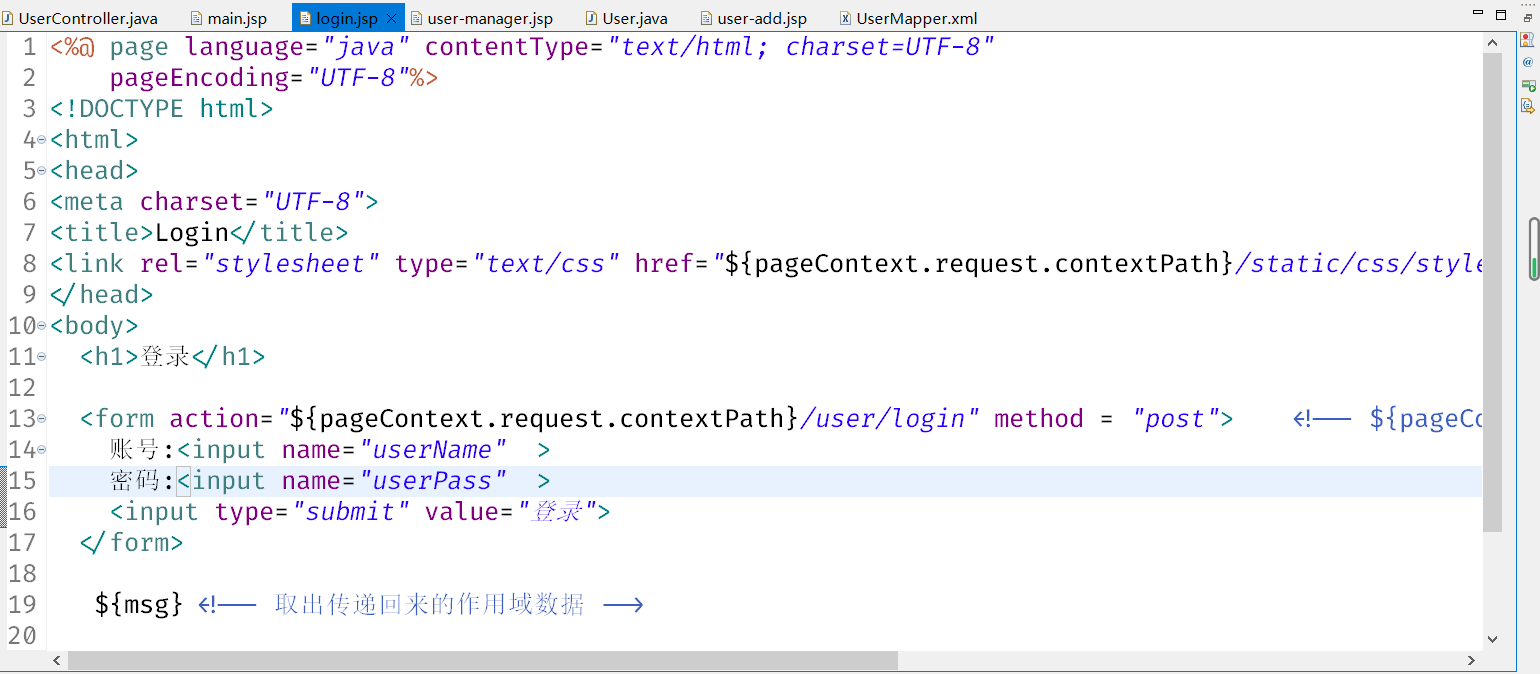 UserController.java main.jsp login.jsp user-manager.jsp User.java user-add.jsp UserMapper.xml
1 <%@ page language="java" contentType="text/html; charset=UTF-8"
2 pageEncoding="UTF-8"%>
3 <!DOCTYPE html>
4 <html>
5 <head>
6 <meta charset="UTF-8">
7 <title>Login</title>
8 <link rel="stylesheet" type="text/css" href="${pageContext.request.contextPath}/static/css/style
9 </head>
10 <body>
11 <h1>登录</h1>
12
13 <form action="${pageContext.request.contextPath}/user/login" method = "post"> <!-- ${pageCo
14 账号:<input name="userName" >
15 密码:<input name="userPass" >
16 <input type="submit" value="登录">
17 </form>
18
19 ${msg} <!-- 取出传递回来的作用域数据 -->
20